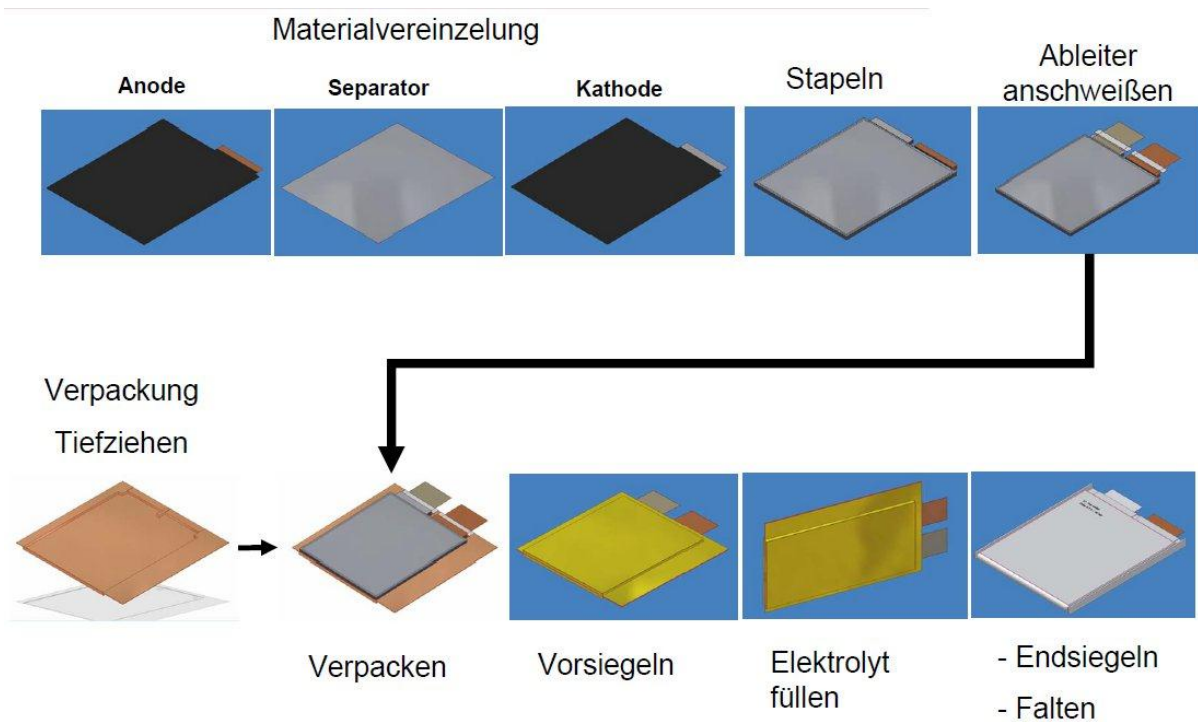 Materialvereinzelung
Anode
Separator
Kathode
Stapeln
Ableiter
anschweißen
Verpackung
Tiefziehen
Verpacken
Vorsiegeln
Elektrolyt
füllen
- Endsiegeln
- Falten